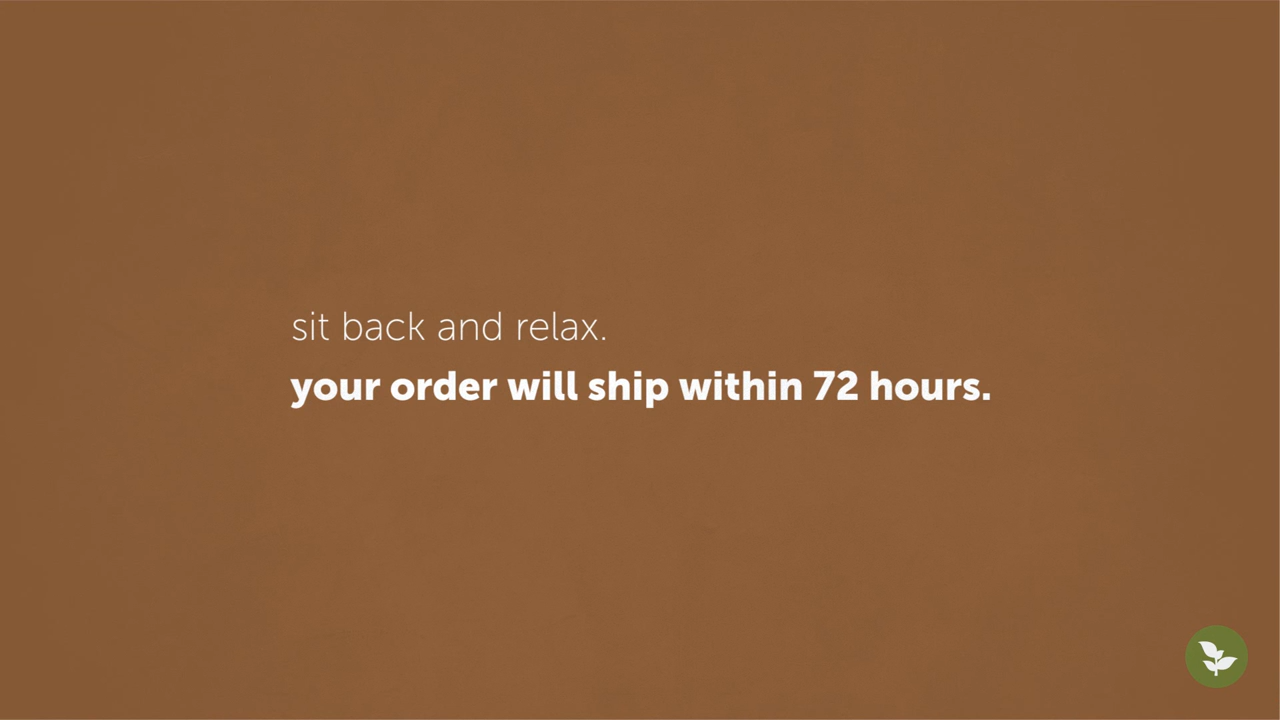 sit back and relax.
your order will ship within 72 hours.